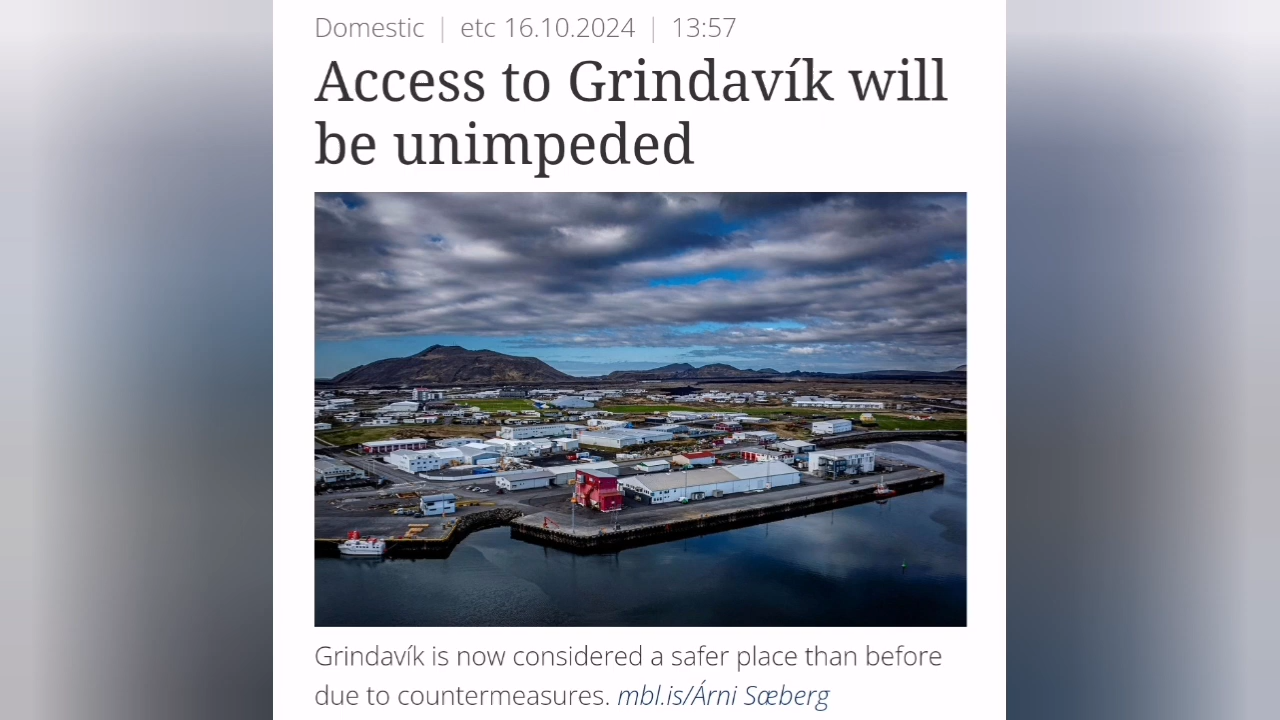 Domestic | etc 16.10.2024 | 13:57
Access to Grindavík will
be unimpeded
Grindavík is now considered a safer place than before
due to countermeasures. mbl.is/Árni Sæberg